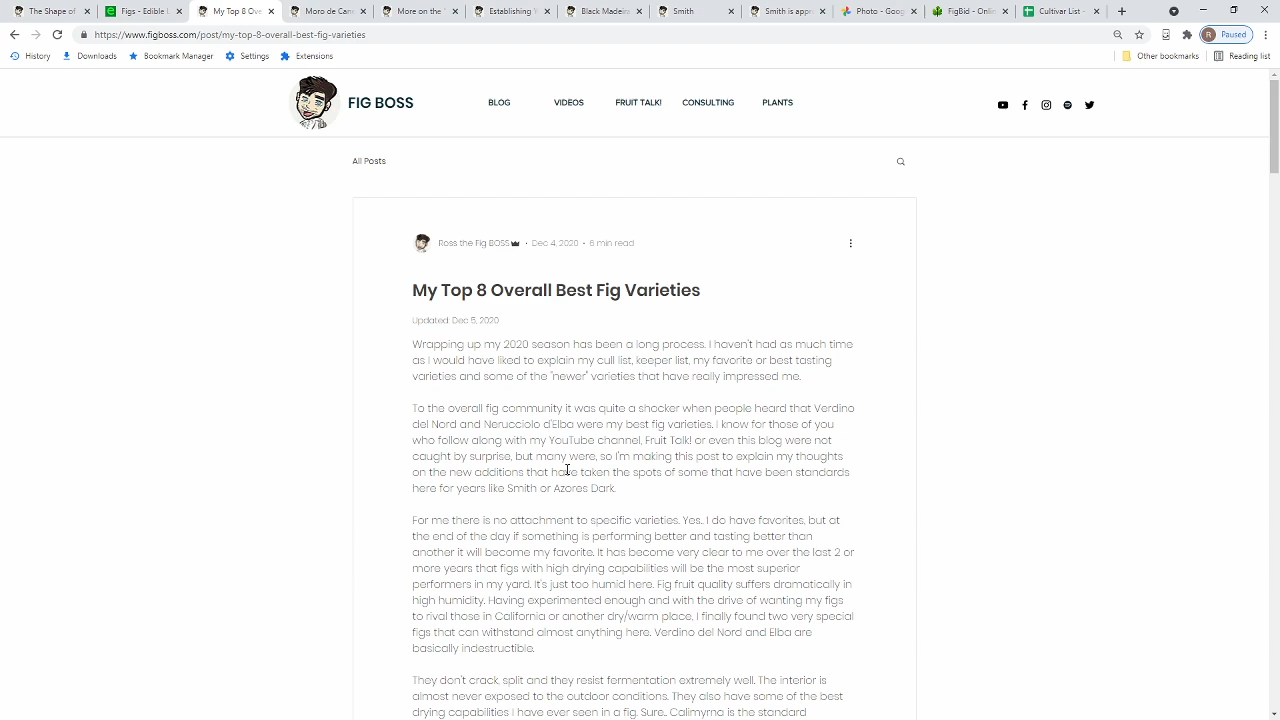 The Shape of
Figs - Edible L
My Top 8 Ove
Moro de Can
More on the
Establishing
Black Madeira
Smith
Smith is a pe
Photo - Goog
FigBid - Onlin
Cultivar List -
https://www.figboss.com/post/my-top-8-overall-best-fig-varieties
R Paused
History
Downloads
Bookmark Manager
Settings
Extensions
Other bookmarks
Reading list
FIG BOSS
BLOG
VIDEOS
FRUIT TALK!
CONSULTING
PLANTS
All Posts
Ross the Fig BOSS · Dec 4, 2020 · 6 min read
My Top 8 Overall Best Fig Varieties
Updated: Dec 5, 2020
Wrapping up my 2020 season has been a long process. I haven't had as much time
as I would have liked to explain my cull list, keeper list, my favorite or best tasting
varieties and some of the "newer" varieties that have really impressed me.
To the overall fig community it was quite a shocker when people heard that Verdino
del Nord and Nerucciolo d'Elba were my best fig varieties. I know for those of you
who follow along with my YouTube channel, Fruit Talk! or even this blog were not
caught by surprise, but many were, so I'm making this post to explain my thoughts
on the new additions that have taken the spots of some that have been standards
here for years like Smith or Azores Dark.
For me there is no attachment to specific varieties. Yes.. I do have favorites, but at
the end of the day if something is performing better and tasting better than
another it will become my favorite. It has become very clear to me over the last 2 or
more years that figs with high drying capabilities will be the most superior
performers in my yard. It's just too humid here. Fig fruit quality suffers dramatically in
high humidity. Having experimented enough and with the drive of wanting my figs
to rival those in California or another dry/warm place, I finally found two very special
figs that can withstand almost anything here. Verdino del Nord and Elba are
basically indestructible.
They don't crack, split and they resist fermentation extremely well. The interior is
almost never exposed to the outdoor conditions. They also have some of the best
drying capabilities I have ever seen in a fig. Sure.. Calimyrna is the standard